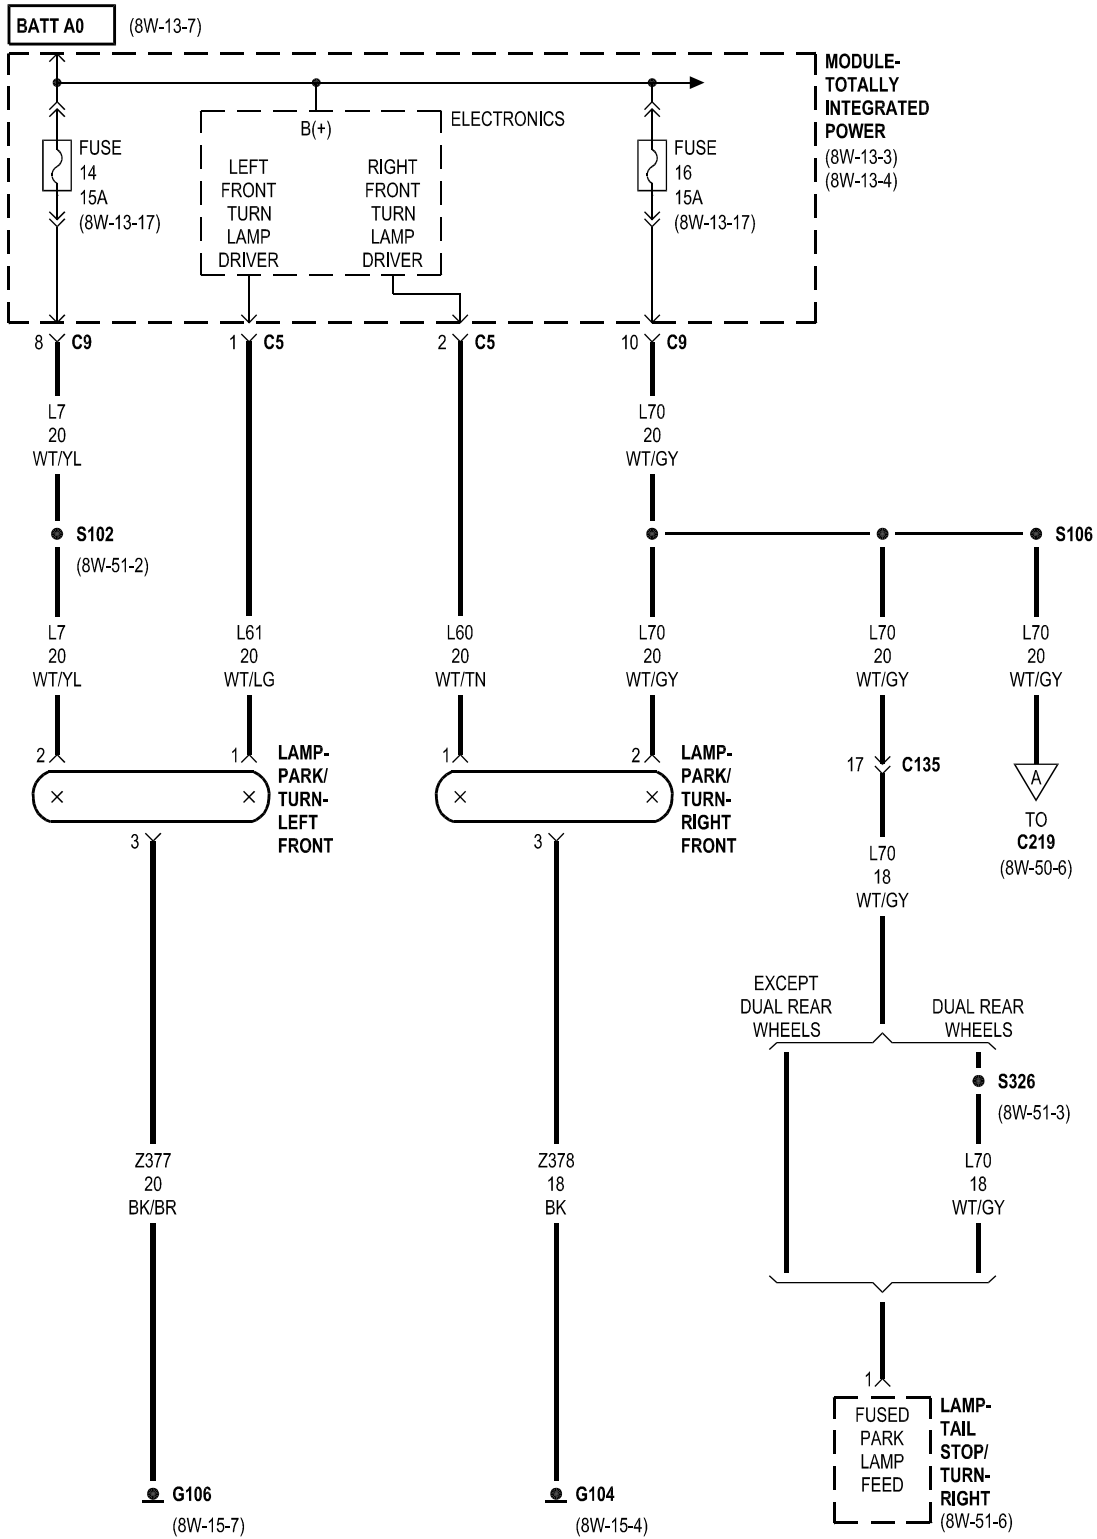 BATT A0 (8W-13-7)
MODULE-
TOTALLY
INTEGRATED
POWER
(8W-13-3)
(8W-13-4)
ELECTRONICS
B(+)
FUSE
14
15A
(8W-13-17)
LEFT
FRONT
TURN
LAMP
DRIVER
RIGHT
FRONT
TURN
LAMP
DRIVER
FUSE
16
15A
(8W-13-17)
8 C9
1 C5
2 C5
10 C9
L7
20
WT/YL
L70
20
WT/GY
S102
(8W-51-2)
S106
L7
20
WT/YL
L61
20
WT/LG
L60
20
WT/TN
L70
20
WT/GY
L70
20
WT/GY
L70
20
WT/GY
2
1
LAMP-
PARK/
TURN-
LEFT
FRONT
1
2
LAMP-
PARK/
TURN-
RIGHT
FRONT
17 C135
A
TO
C219
(8W-50-6)
3
3
L70
18
WT/GY
EXCEPT
DUAL REAR
WHEELS
DUAL REAR
WHEELS
S326
(8W-51-3)
Z377
20
BK/BR
Z378
18
BK
L70
18
WT/GY
1
FUSED
PARK
LAMP
FEED
LAMP-
TAIL
STOP/
TURN-
RIGHT
(8W-51-6)
G106
(8W-15-7)
G104
(8W-15-4)